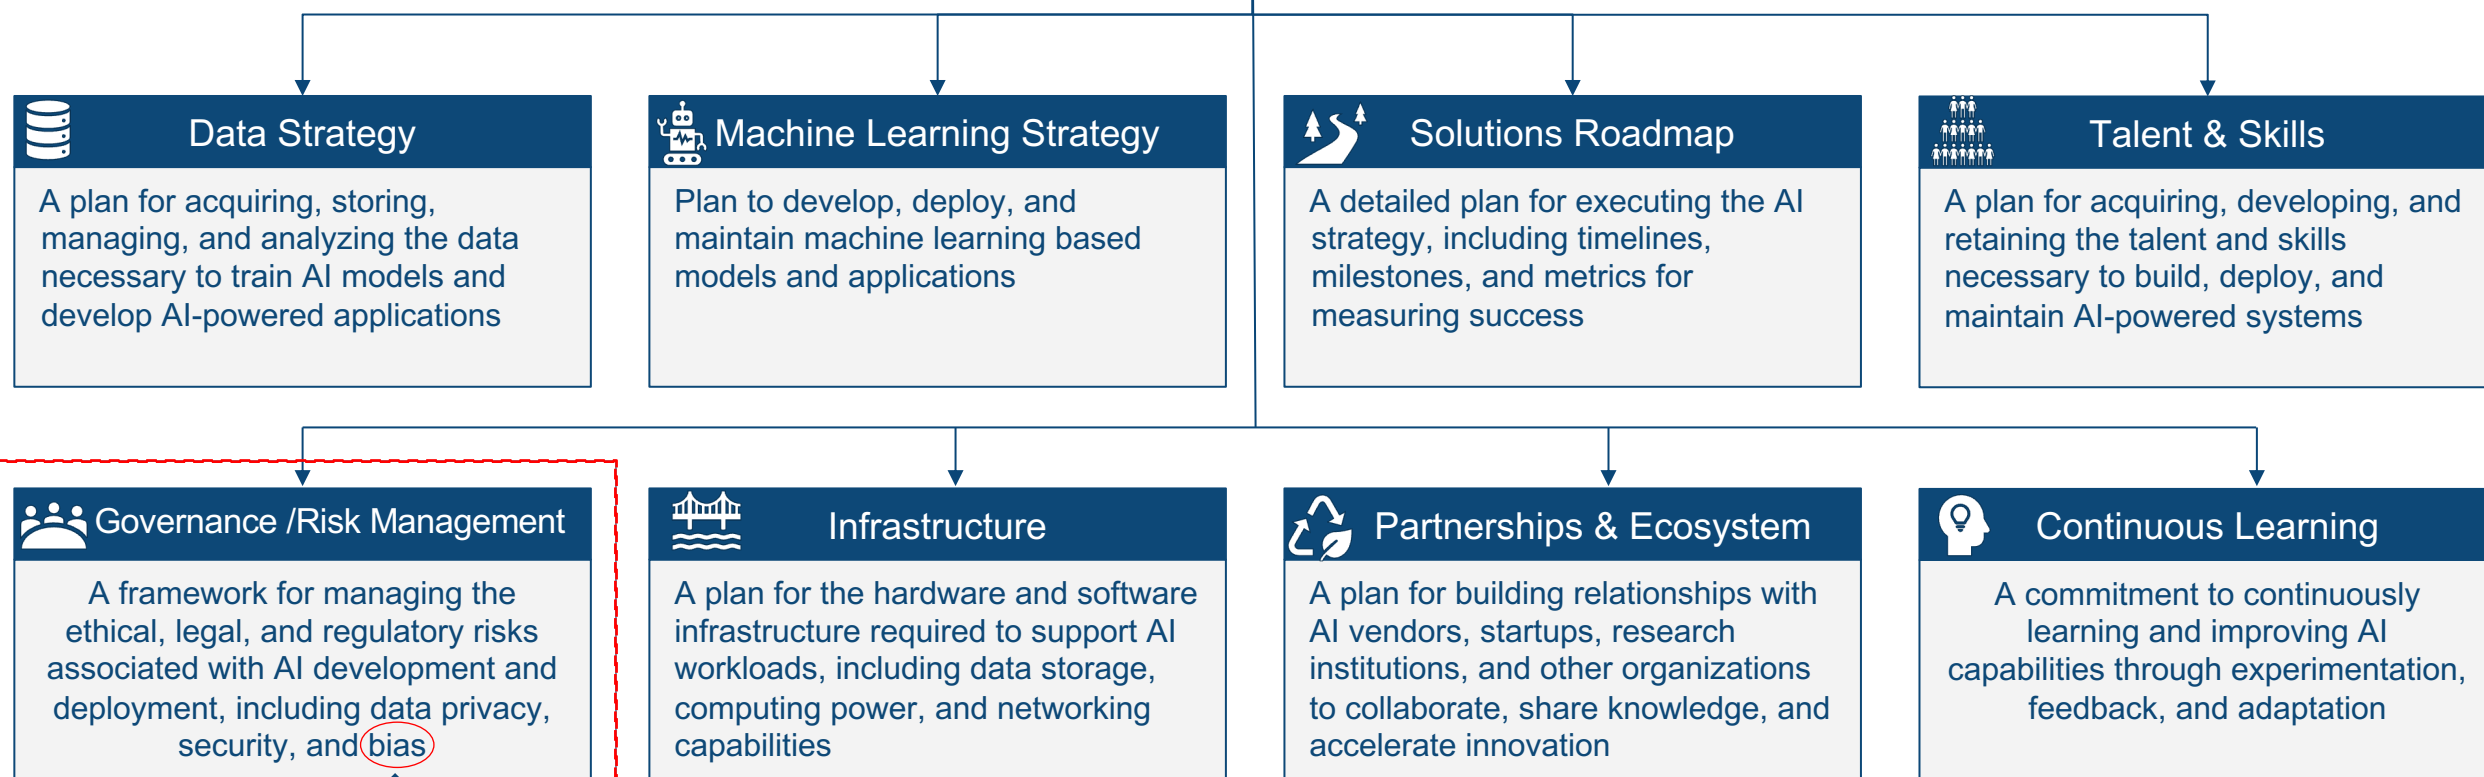 Data Strategy
A plan for acquiring, storing,
managing, and analyzing the data
necessary to train AI models and
develop AI-powered applications
Machine Learning Strategy
Plan to develop, deploy, and
maintain machine learning based
models and applications
Solutions Roadmap
A detailed plan for executing the AI
strategy, including timelines,
milestones, and metrics for
measuring success
Talent & Skills
A plan for acquiring, developing, and
retaining the talent and skills
necessary to build, deploy, and
maintain AI-powered systems
Governance /Risk Management
A framework for managing the
ethical, legal, and regulatory risks
associated with AI development and
deployment, including data privacy,
security, and bias
Infrastructure
A plan for the hardware and software
infrastructure required to support AI
workloads, including data storage,
computing power, and networking
capabilities
Partnerships & Ecosystem
A plan for building relationships with
AI vendors, startups, research
institutions, and other organizations
to collaborate, share knowledge, and
accelerate innovation
Continuous Learning
A commitment to continuously
learning and improving AI
capabilities through experimentation,
feedback, and adaptation